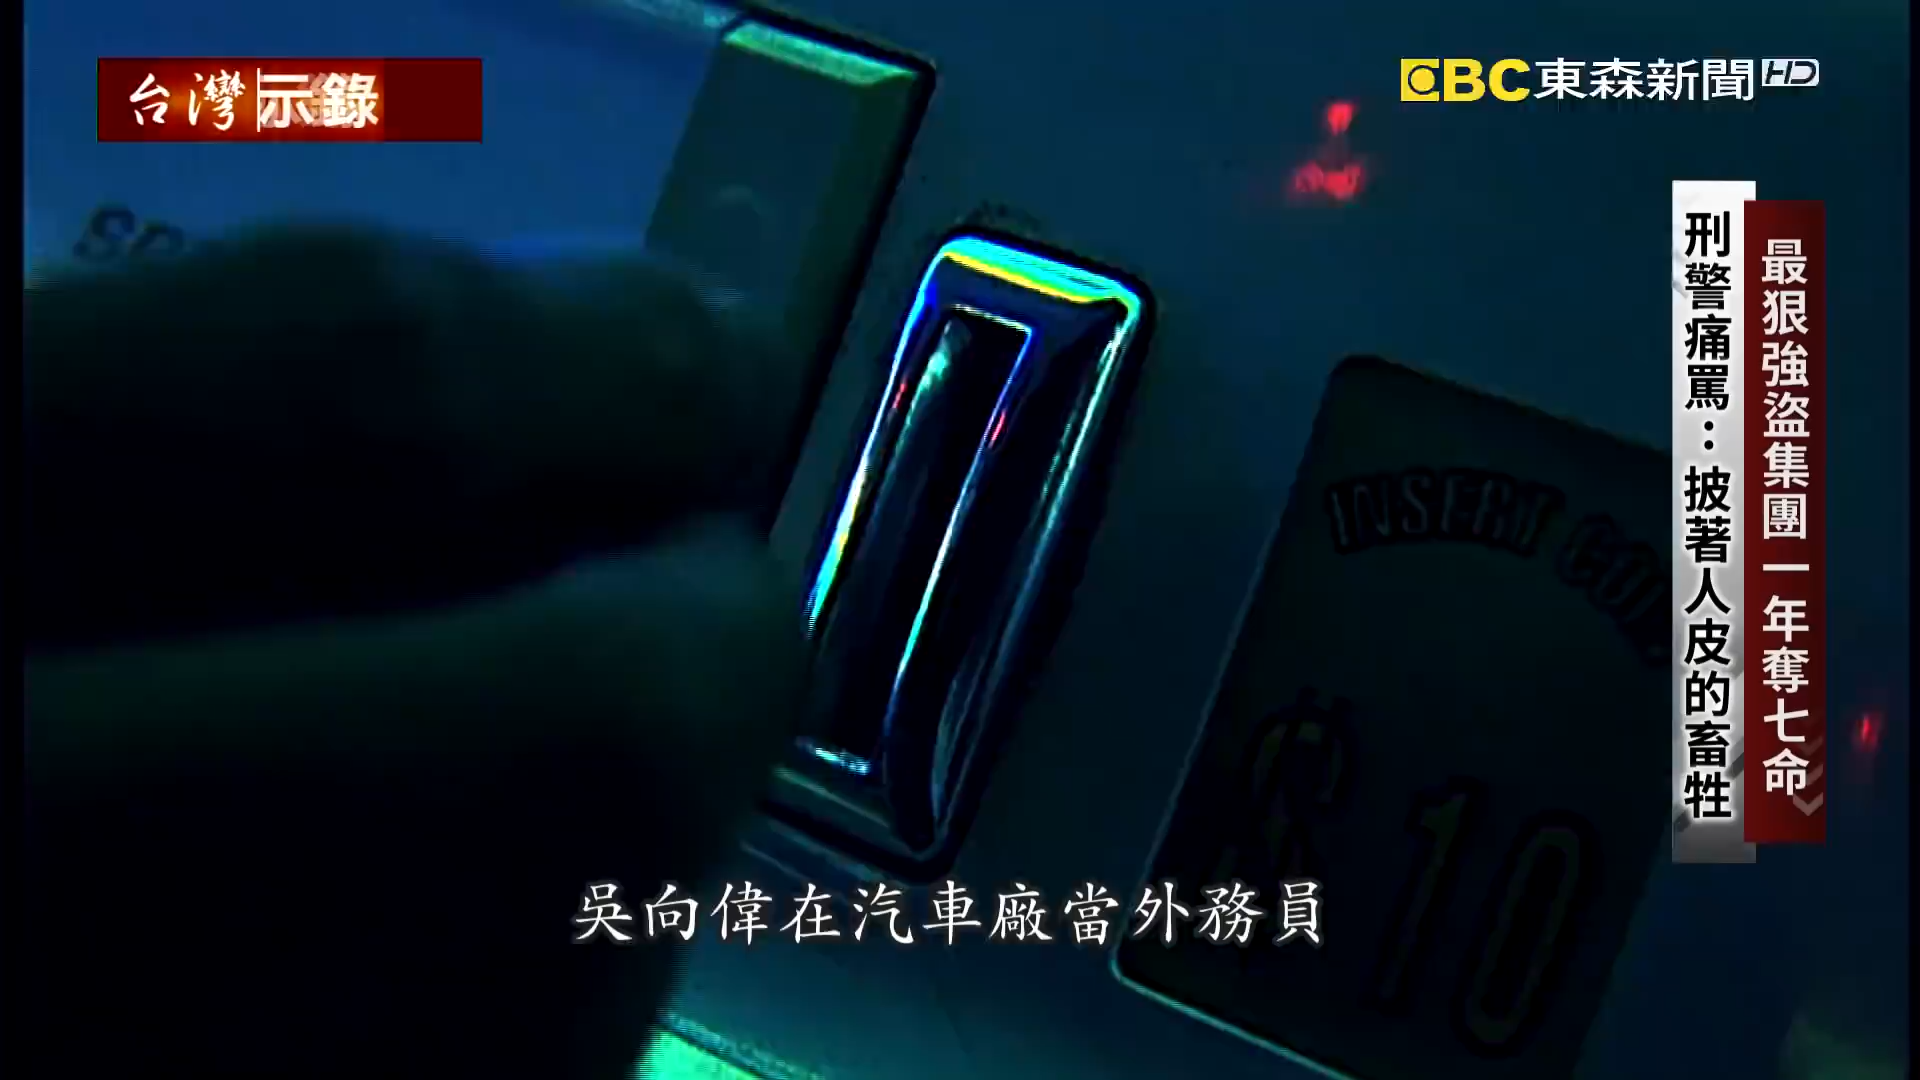 台灣示錄
EBC東森新聞HD
最狠強盜集團一年奪七命
刑警痛罵：披著人皮的畜牲
INSERT COIN
$10
吳向偉在汽車廠當外務員